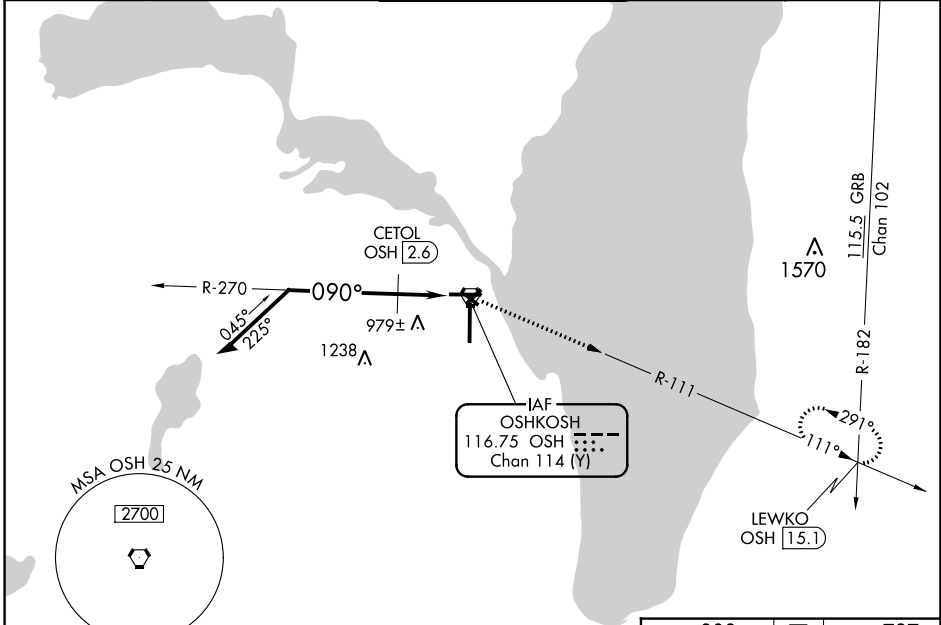 115.5 GRB
Chan 102
1570
CETOL
OSH 2.6
R-270
090°
045°
225°
979±
1238
R-182
R-111
IAF
OSHKOSH
116.75 OSH
Chan 114 (Y)
291°
111°
LEWKO
OSH 15.1
MSA OSH 25 NM
2700